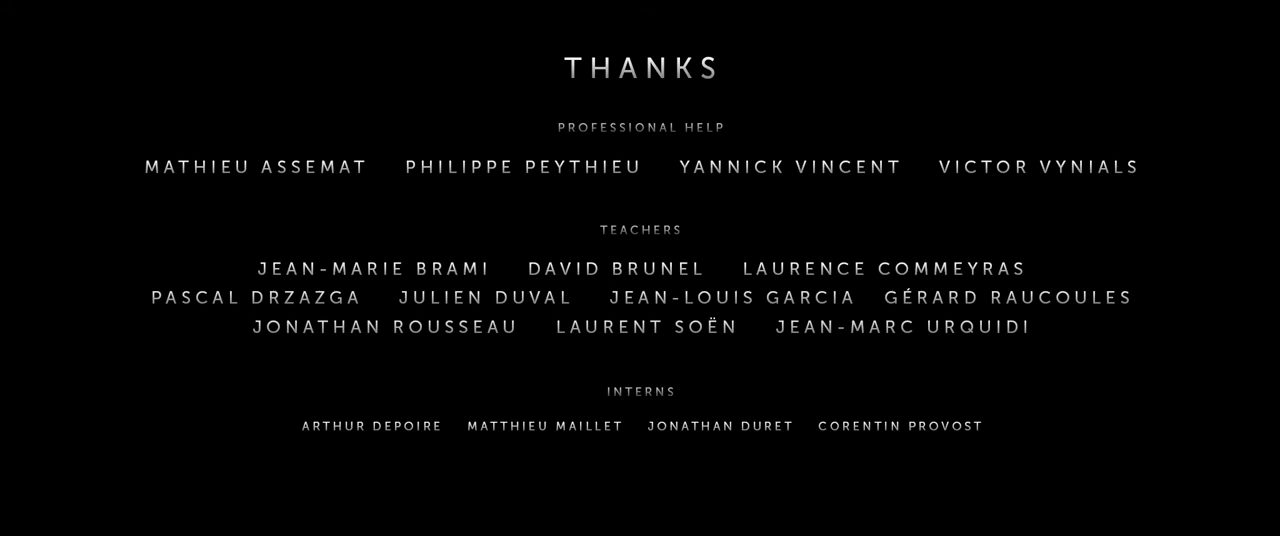 THANKS
PROFESSIONAL HELP
MATHIEU ASSEMAT PHILIPPE PEYTHIEU YANNICK VINCENT VICTOR VYNIALS
TEACHERS
JEAN-MARIE BRAMI DAVID BRUNEL LAURENCE COMMEYRAS
PASCAL DRZAZGA JULIEN DUVAL JEAN-LOUIS GARCIA GÉRARD RAUCOULES
JONATHAN ROUSSEAU LAURENT SOËN JEAN-MARC URQUIDI
INTERNS
ARTHUR DEPOIRE MATTHIEU MAILLET JONATHAN DURET CORENTIN PROVOST